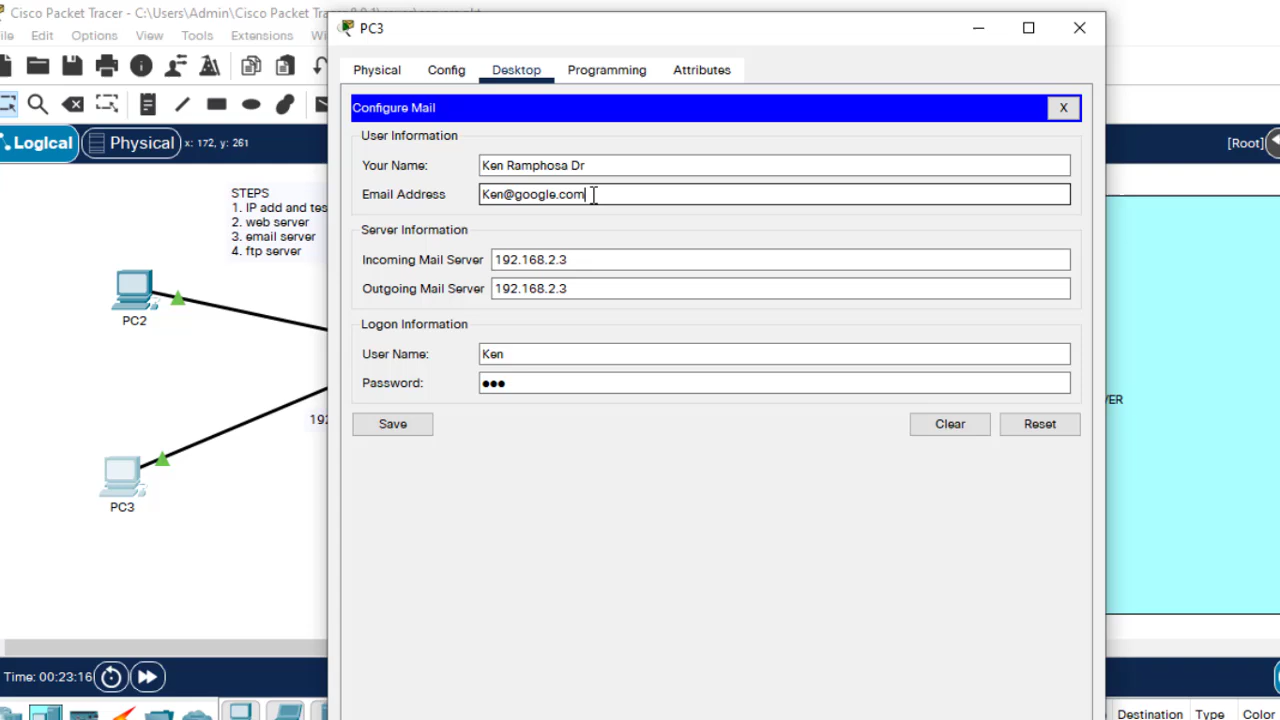 Cisco Packet Tracer - C:\Users\Admin\Cisco Packet Tra
PC3
ile Edit Options View Tools Extensions Wi
Physical Config Desktop Programming Attributes
Configure Mail X
User Information
Logical Physical x: 172, y: 261
[Root]
Your Name: Ken Ramphosa Dr
Email Address Ken@google.com
STEPS
1. IP add and tes
2. web server
3. email server
4. ftp server
Server Information
Incoming Mail Server 192.168.2.3
Outgoing Mail Server 192.168.2.3
PC2
Logon Information
User Name: Ken
Password: ●●●
VER
192
Save Clear Reset
PC3
Time: 00:23:16
Destination Type Color